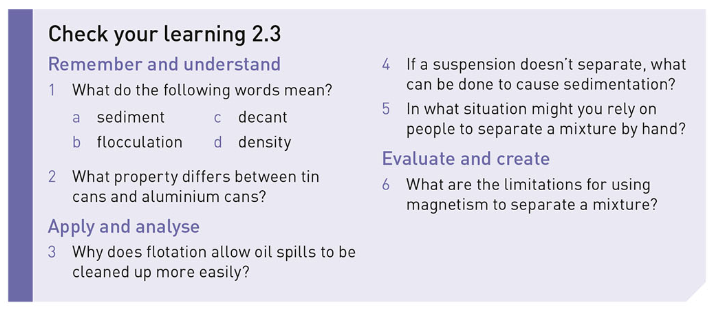 Check your learning 2.3
Remember and understand
1 What do the following words mean?
a sediment
b flocculation
c decant
d density
2 What property differs between tin
cans and aluminium cans?
Apply and analyse
3 Why does flotation allow oil spills to be
cleaned up more easily?
4 If a suspension doesn't separate, what
can be done to cause sedimentation?
5 In what situation might you rely on
people to separate a mixture by hand?
Evaluate and create
6 What are the limitations for using
magnetism to separate a mixture?